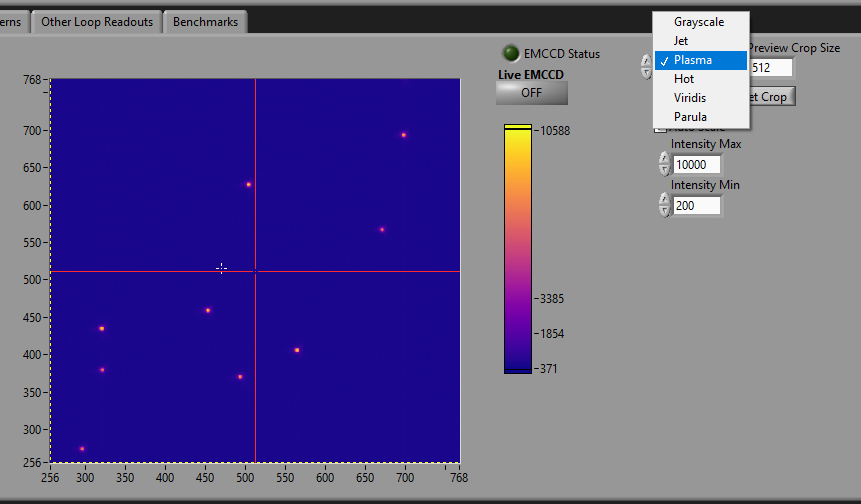 erns
Other Loop Readouts
Benchmarks
EMCCD Status
Live EMCCD
OFF
Grayscale
Jet
✓ Plasma
Hot
Viridis
Parula
Preview Crop Size
512
et Crop
Auto Scale
Intensity Max
10000
Intensity Min
200
768
700
650
600
550
500
450
400
350
300
256
256 300 350 400 450 500 550 600 650 700 768
10588
3385
1854
371